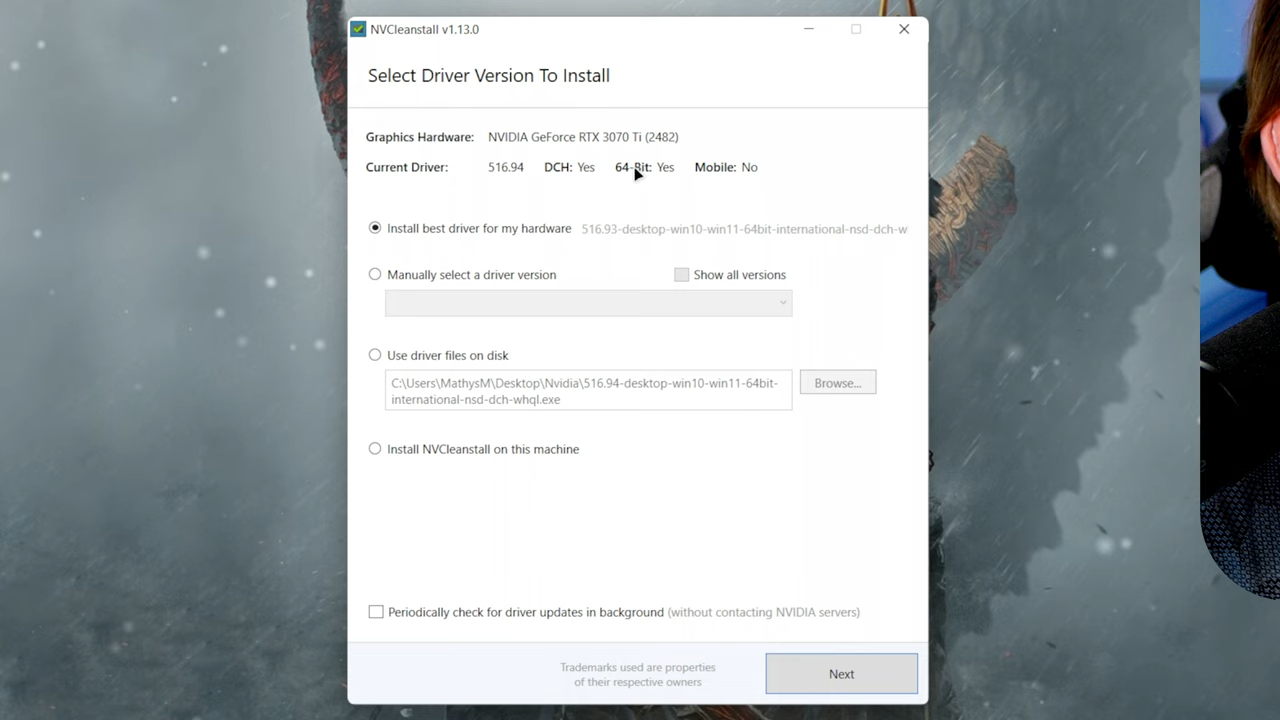 NVCleanstall v1.13.0
Select Driver Version To Install
Graphics Hardware: NVIDIA GeForce RTX 3070 Ti (2482)
Current Driver: 516.94 DCH: Yes 64-Bit: Yes Mobile: No
Install best driver for my hardware 516.93-desktop-win10-win11-64bit-international-nsd-dch-w
Manually select a driver version Show all versions
Use driver files on disk
C:\Users\MathysM\Desktop\Nvidia\516.94-desktop-win10-win11-64bit-
international-nsd-dch-whql.exe
Browse...
Install NVCleanstall on this machine
Periodically check for driver updates in background (without contacting NVIDIA servers)
Trademarks used are properties
of their respective owners
Next